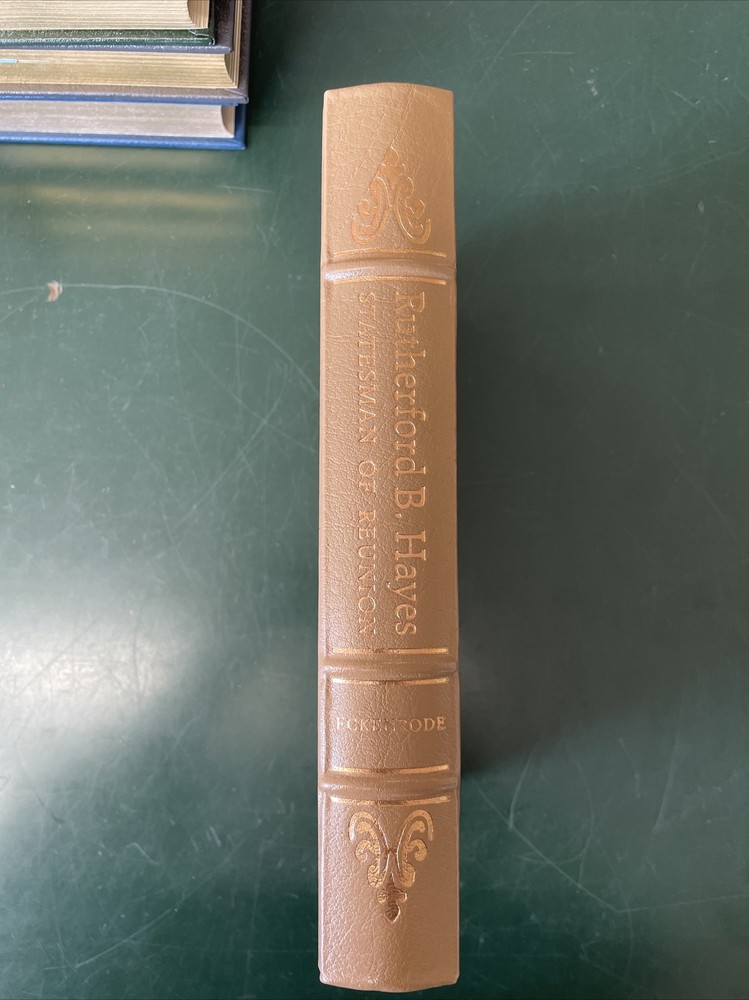 Rutherford B. Hayes
STATESMAN OF REUNION
ECKENRODE